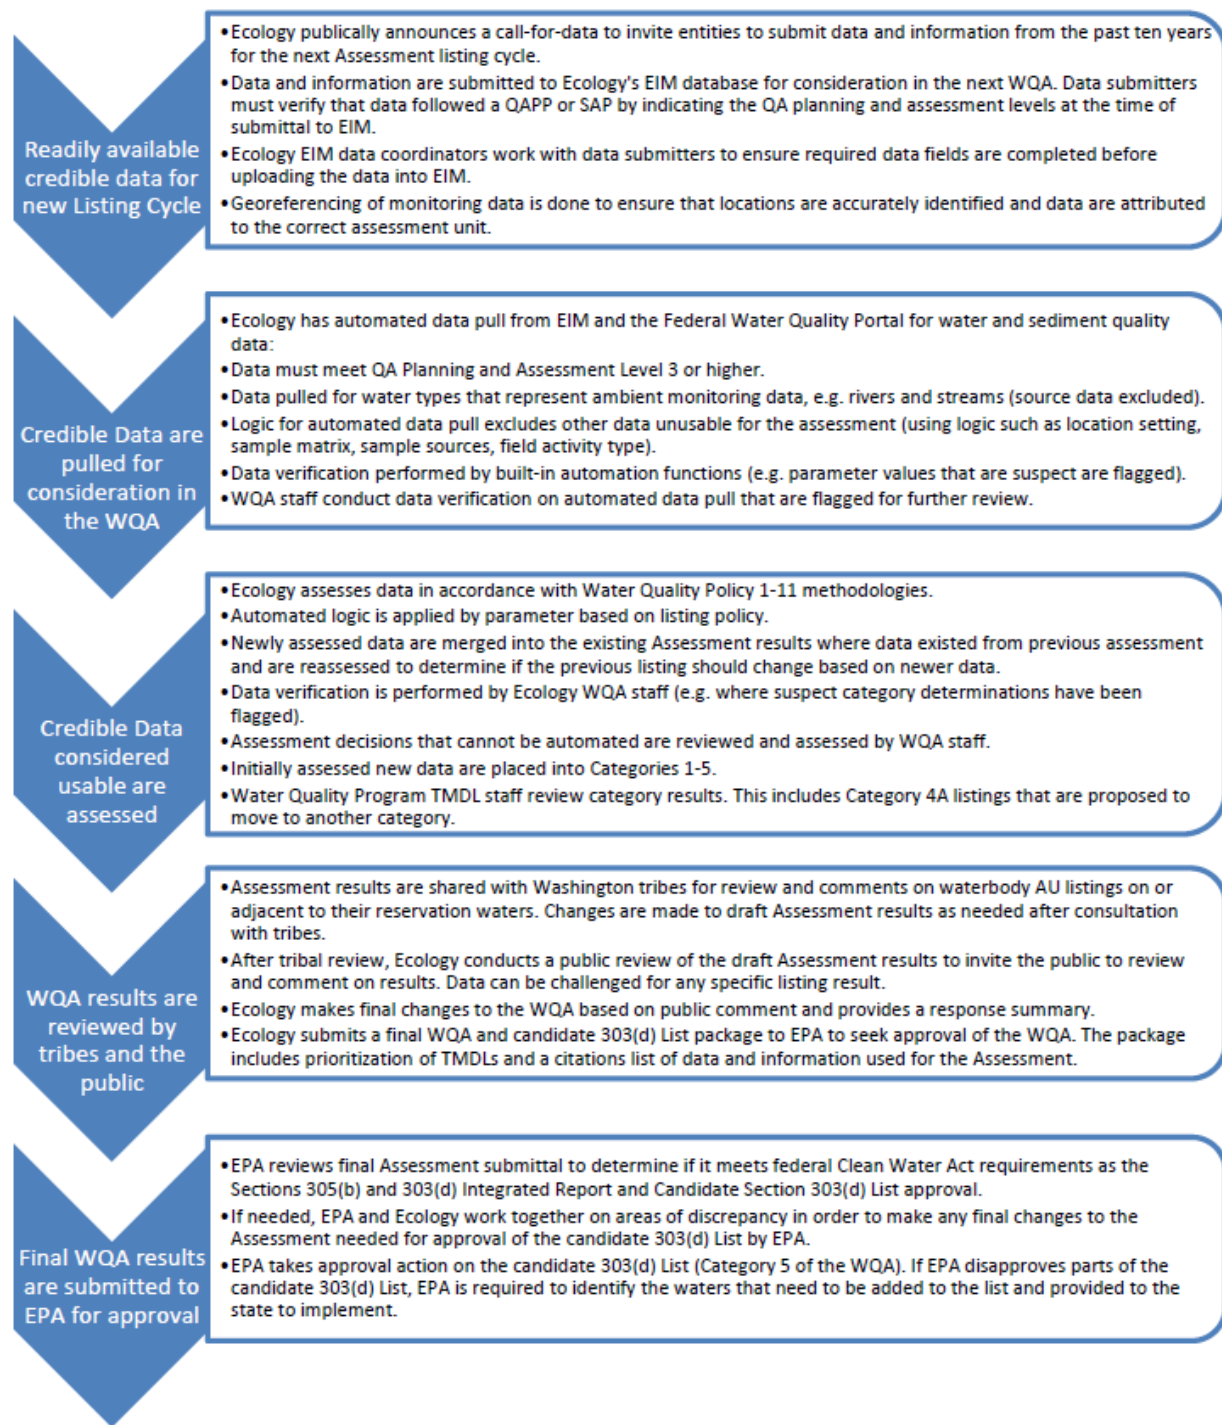 Readily available
credible data for
new Listing Cycle
•Ecology publically announces a call-for-data to invite entities to submit data and information from the past ten years
for the next Assessment listing cycle.
•Data and information are submitted to Ecology's EIM database for consideration in the next WQA. Data submitters
must verify that data followed a QAPP or SAP by indicating the QA planning and assessment levels at the time of
submittal to EIM.
•Ecology EIM data coordinators work with data submitters to ensure required data fields are completed before
uploading the data into EIM.
•Georeferencing of monitoring data is done to ensure that locations are accurately identified and data are attributed
to the correct assessment unit.
Credible Data are
pulled for
consideration in
the WQA
•Ecology has automated data pull from EIM and the Federal Water Quality Portal for water and sediment quality
data:
•Data must meet QA Planning and Assessment Level 3 or higher.
•Data pulled for water types that represent ambient monitoring data, e.g. rivers and streams (source data excluded).
•Logic for automated data pull excludes other data unusable for the assessment (using logic such as location setting,
sample matrix, sample sources, field activity type).
•Data verification performed by built-in automation functions (e.g. parameter values that are suspect are flagged).
•WQA staff conduct data verification on automated data pull that are flagged for further review.
Credible Data
considered
usable are
assessed
•Ecology assesses data in accordance with Water Quality Policy 1-11 methodologies.
•Automated logic is applied by parameter based on listing policy.
•Newly assessed data are merged into the existing Assessment results where data existed from previous assessment
and are reassessed to determine if the previous listing should change based on newer data.
•Data verification is performed by Ecology WQA staff (e.g. where suspect category determinations have been
flagged).
•Assessment decisions that cannot be automated are reviewed and assessed by WQA staff.
•Initially assessed new data are placed into Categories 1-5.
•Water Quality Program TMDL staff review category results. This includes Category 4A listings that are proposed to
move to another category.
WQA results are
reviewed by
tribes and the
public
•Assessment results are shared with Washington tribes for review and comments on waterbody AU listings on or
adjacent to their reservation waters. Changes are made to draft Assessment results as needed after consultation
with tribes.
•After tribal review, Ecology conducts a public review of the draft Assessment results to invite the public to review
and comment on results. Data can be challenged for any specific listing result.
•Ecology makes final changes to the WQA based on public comment and provides a response summary.
•Ecology submits a final WQA and candidate 303(d) List package to EPA to seek approval of the WQA. The package
includes prioritization of TMDLs and a citations list of data and information used for the Assessment.
Final WQA results
are submitted to
EPA for approval
•EPA reviews final Assessment submittal to determine if it meets federal Clean Water Act requirements as the
Sections 305(b) and 303(d) Integrated Report and Candidate Section 303(d) List approval.
•If needed, EPA and Ecology work together on areas of discrepancy in order to make any final changes to the
Assessment needed for approval of the candidate 303(d) List by EPA.
•EPA takes approval action on the candidate 303(d) List (Category 5 of the WQA). If EPA disapproves parts of the
candidate 303(d) List, EPA is required to identify the waters that need to be added to the list and provided to the
state to implement.